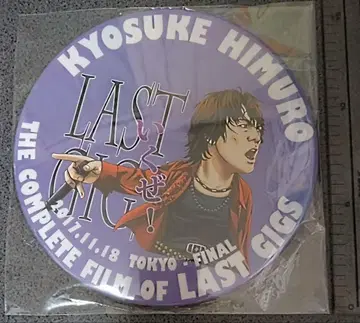 KYOSUKE HIMURO
LAST
GIGS
いくぜ!
2017.11.18 TOKYO - FINAL
THE COMPLETE FILM OF LAST GIGS